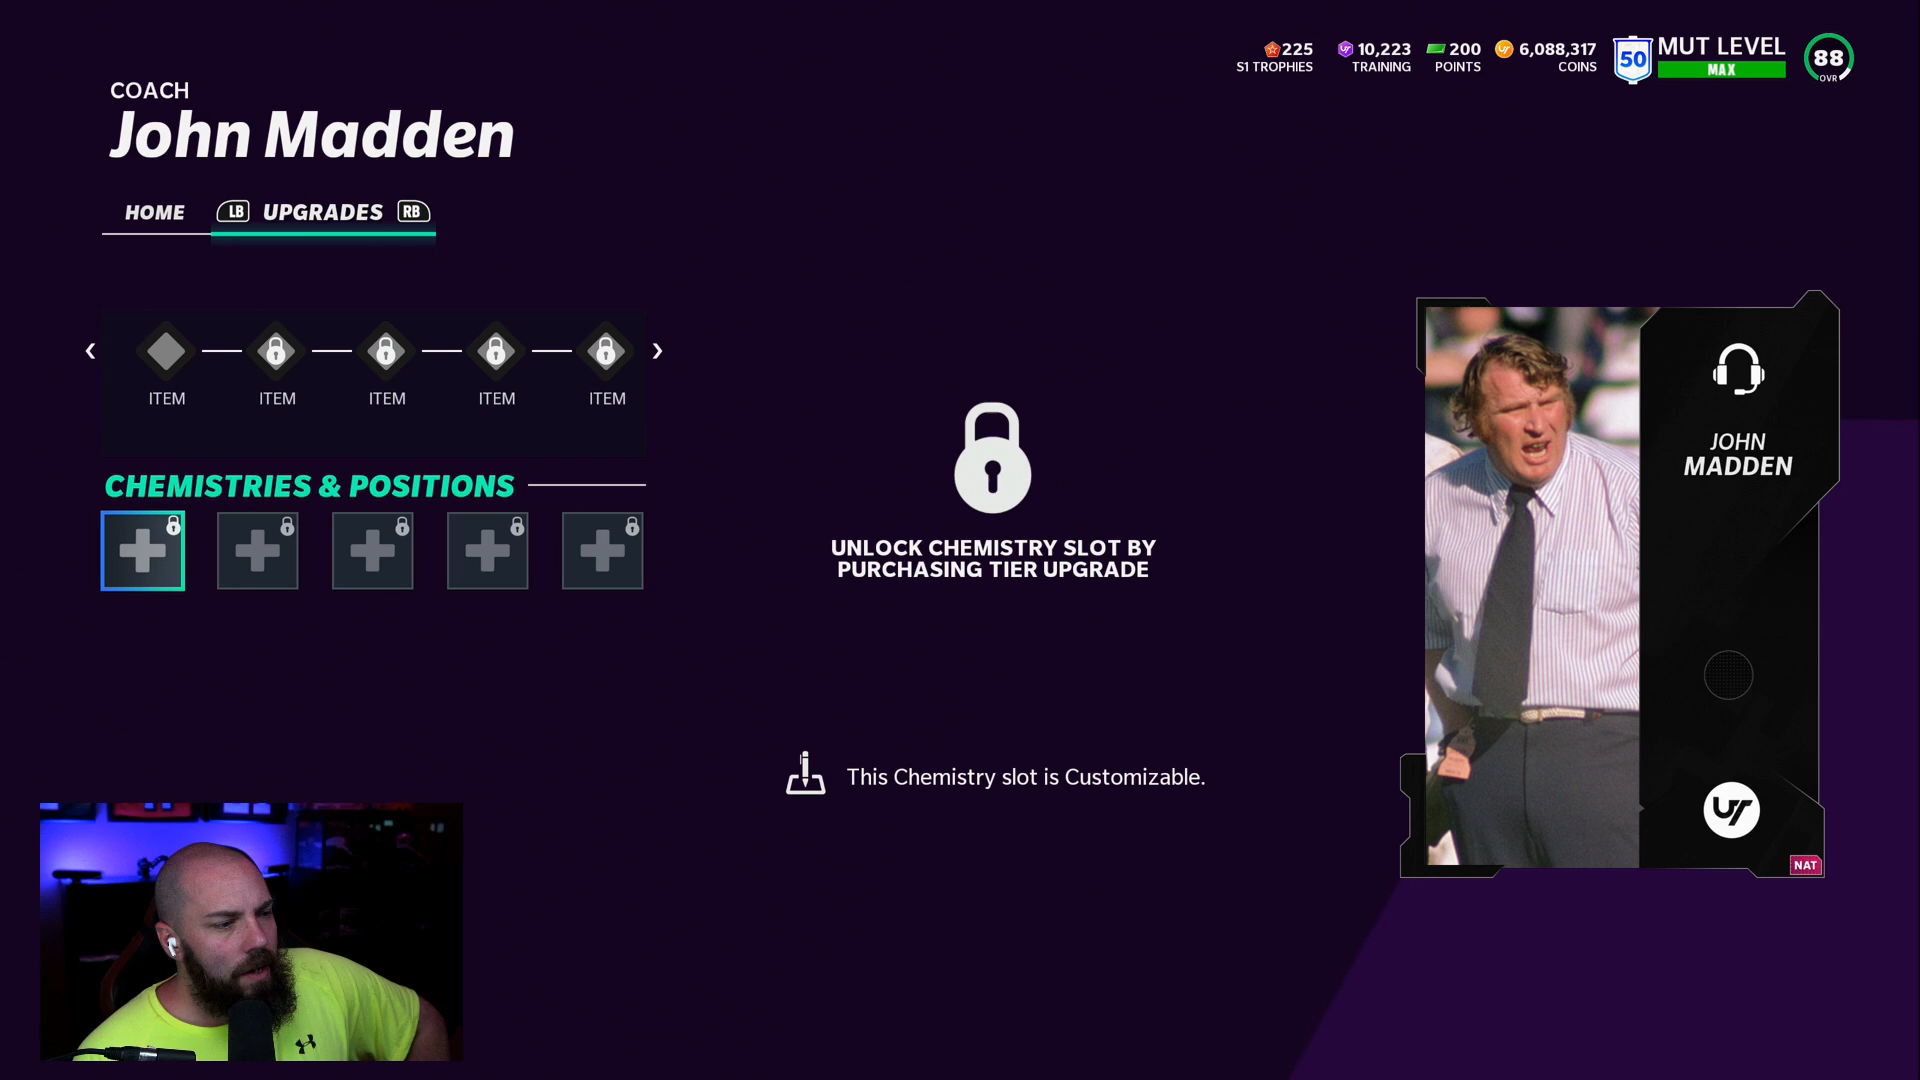 225
S1 TROPHIES
10,223
TRAINING
200
POINTS
6,088,317
COINS
50
MUT LEVEL
MAX
88
OVR
COACH
John Madden
HOME
LB
UPGRADES
RB
ITEM
ITEM
ITEM
ITEM
ITEM
CHEMISTRIES & POSITIONS
UNLOCK CHEMISTRY SLOT BY
PURCHASING TIER UPGRADE
This Chemistry slot is Customizable.
JOHN
MADDEN
UT
NAT